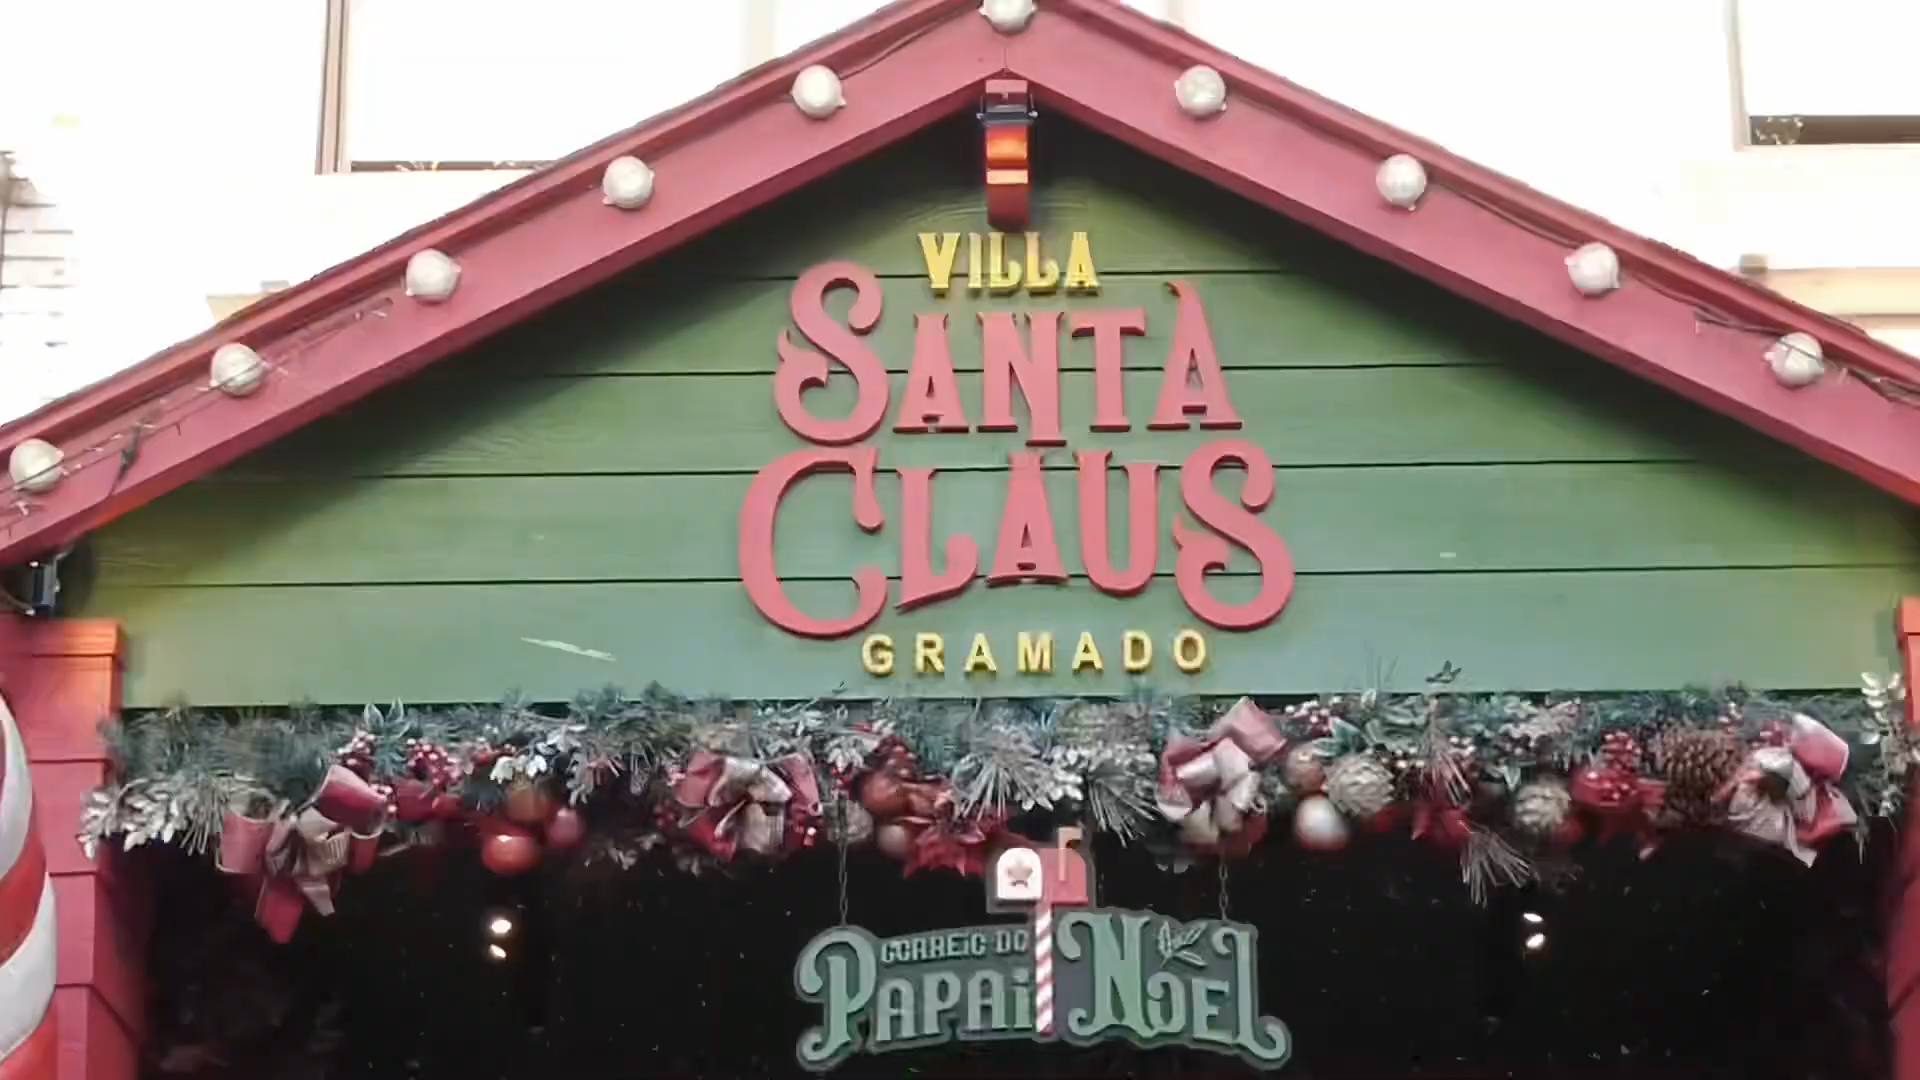 VILLA
SANTA
CLAUS
GRAMADO
CORREIO DO
PAPAI NOEL